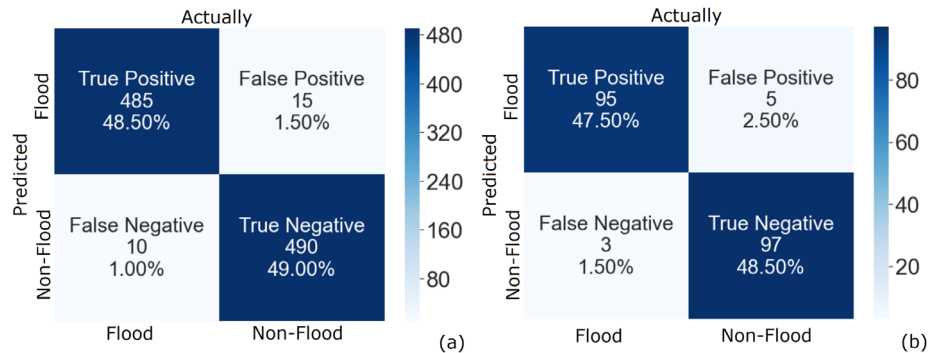 Actually
Predicted
Flood
Non-Flood
True Positive
485
48.50%
False Positive
15
1.50%
False Negative
10
1.00%
True Negative
490
49.00%
Flood
Non-Flood
480
400
320
240
160
80
(a)
Actually
Predicted
Flood
Non-Flood
True Positive
95
47.50%
False Positive
5
2.50%
False Negative
3
1.50%
True Negative
97
48.50%
Flood
Non-Flood
80
60
40
20
(b)